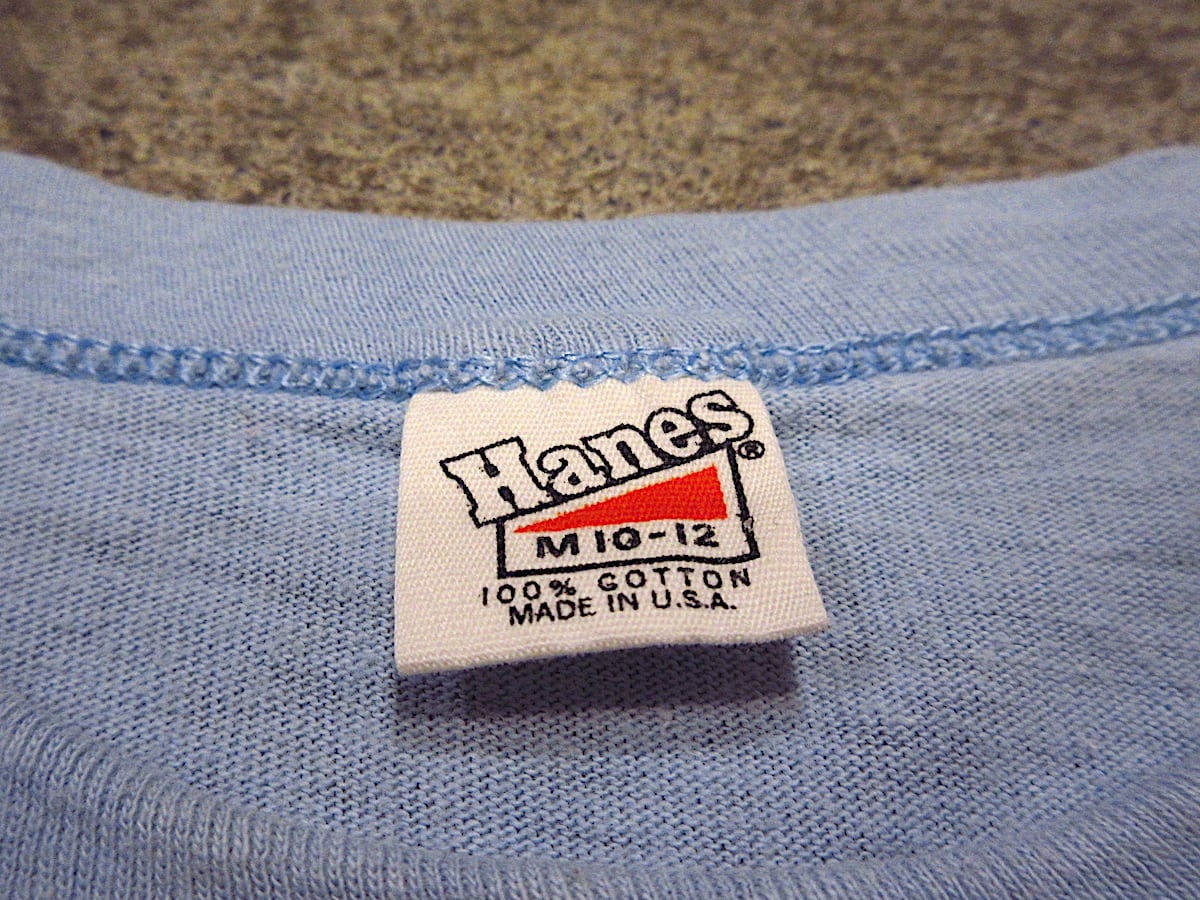 Hanes®
M 10-12
100% COTTON
MADE IN U.S.A.